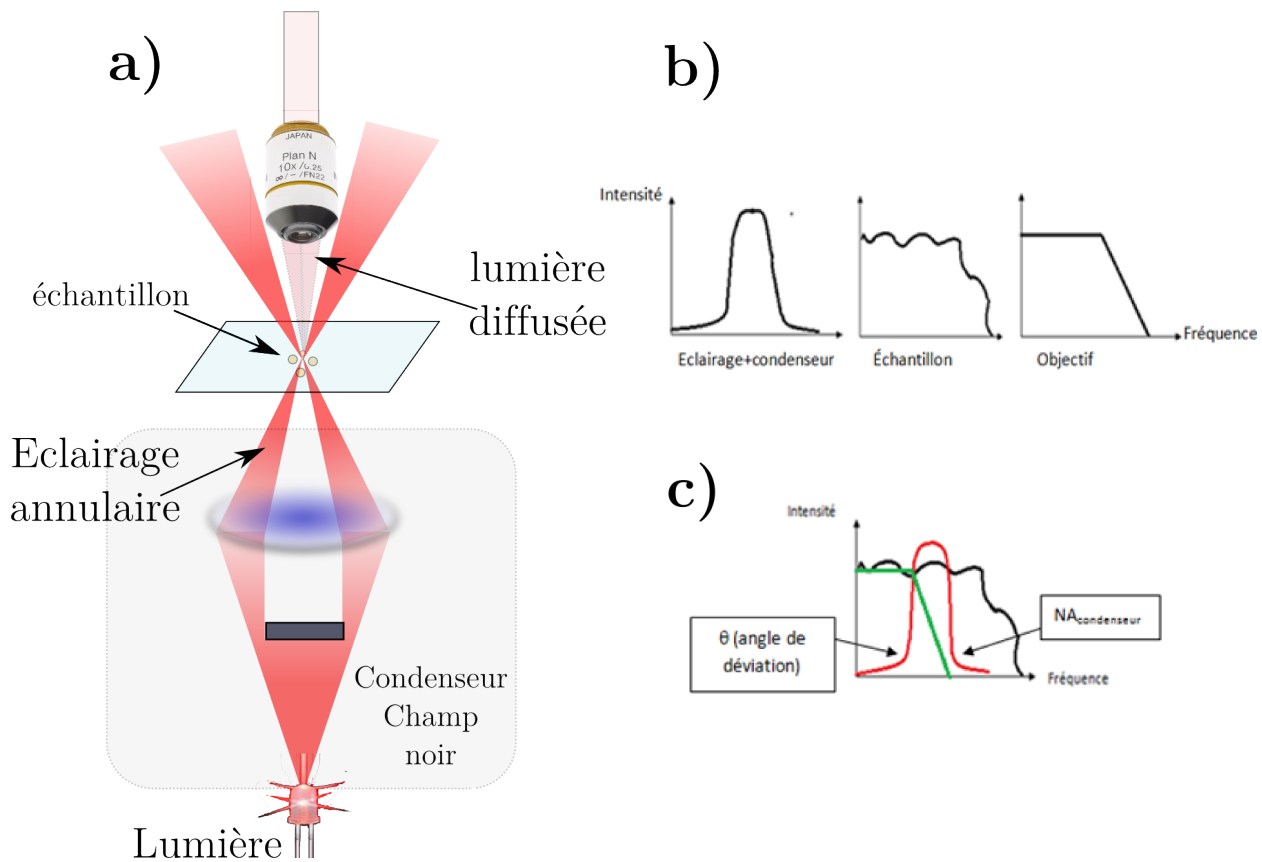 a)
JAPAN
Plan N
10x/0.25
∞/-/FN22
lumière
diffusée
échantillon
Eclairage
annulaire
Condenseur
Champ
noir
Lumière
b)
Intensité
Fréquence
Eclairage+condenseur
Échantillon
Objectif
c)
Intensité
θ (angle de
déviation)
NAcondenseur
Fréquence